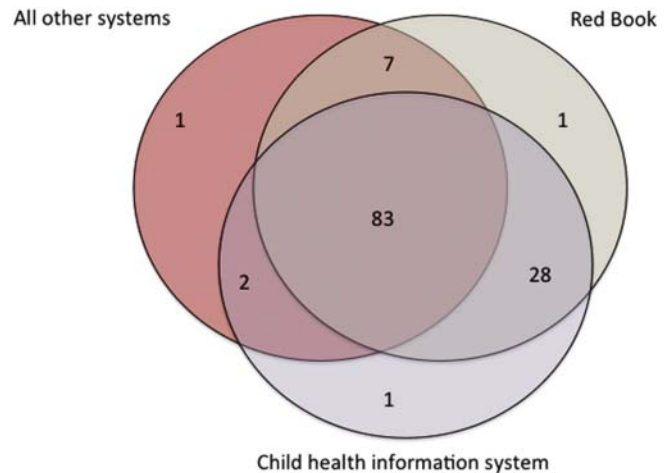 All other systems
Red Book
7
1
1
83
2
28
1
Child health information system